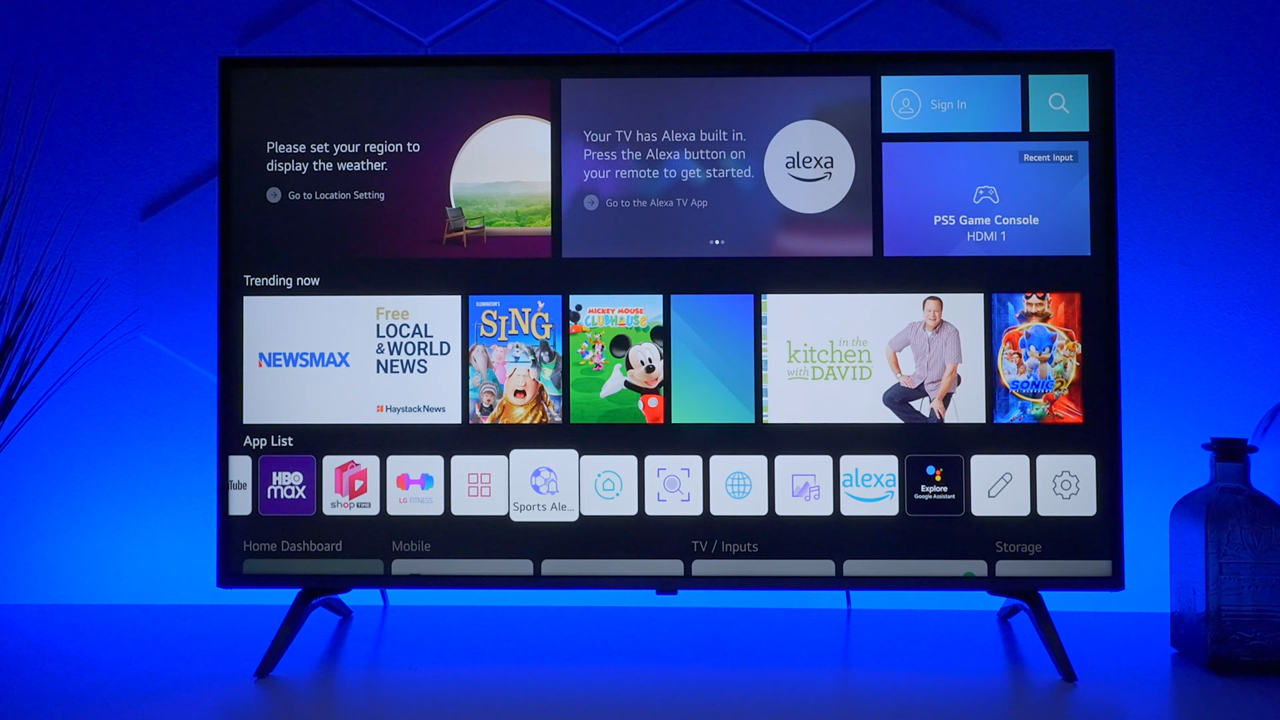 Please set your region to
display the weather.
Go to Location Setting
Your TV has Alexa built in.
Press the Alexa button on
your remote to get started.
Go to the Alexa TV App
alexa
Sign In
Recent Input
PS5 Game Console
HDMI 1
Trending now
NEWSMAX
Free
LOCAL
& WORLD
NEWS
Haystack News
SING
MICKEY MOUSE
CLUBHOUSE
in the
kitchen
with DAVID
SONIC
App List
Tube
HBO
max
shop TIME
LG FITNESS
Sports Ale...
alexa
Explore
Google Assistant
Home Dashboard
Mobile
TV / Inputs
Storage